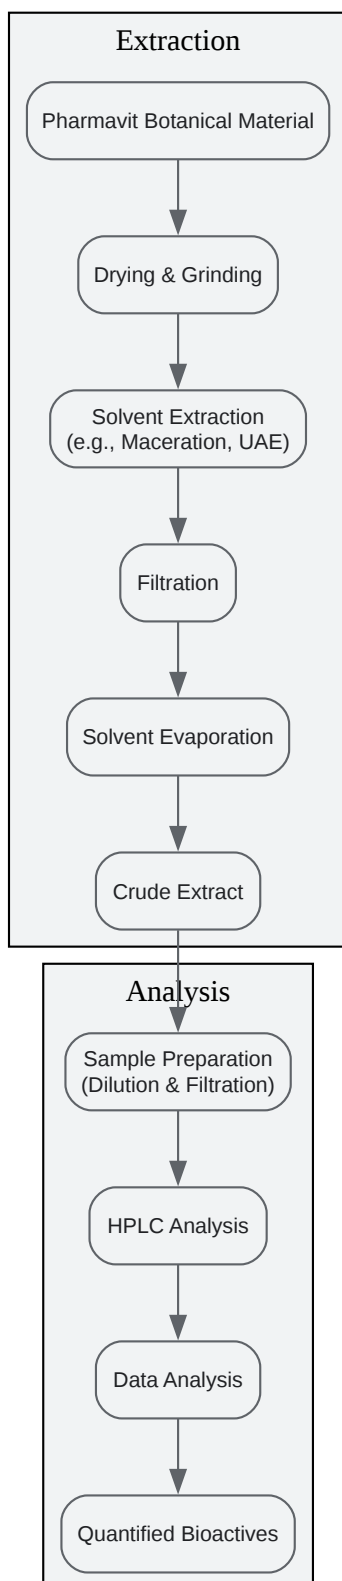 Extraction
Pharmavit Botanical Material
Drying & Grinding
Solvent Extraction
(e.g., Maceration, UAE)
Filtration
Solvent Evaporation
Crude Extract
Analysis
Sample Preparation
(Dilution & Filtration)
HPLC Analysis
Data Analysis
Quantified Bioactives